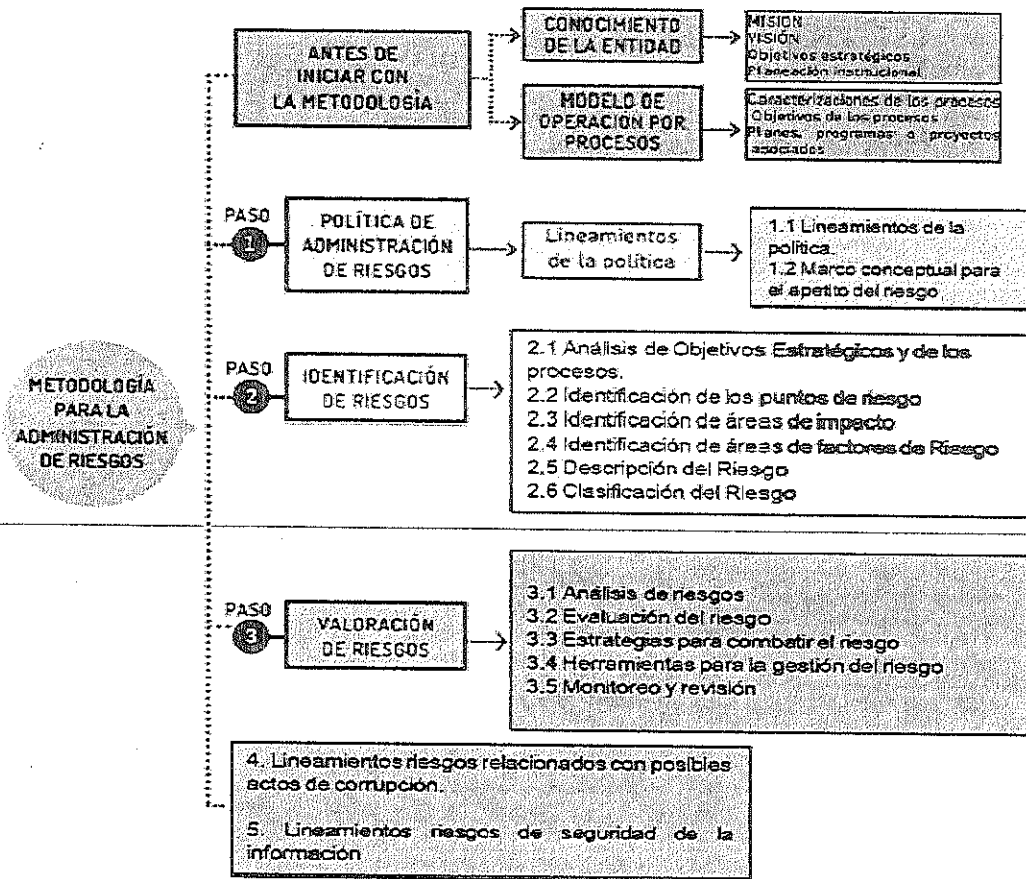 METODOLOGÍA
PARA LA
ADMINISTRACIÓN
DE RIESGOS
ANTES DE
INICIAR CON
LA METODOLOGÍA
CONOCIMIENTO
DE LA ENTIDAD
MISION
VISIÓN
Objetivos estratégicos
Planeación institucional
MODELO DE
OPERACIÓN POR
PROCESOS
Caracterizaciones de los procesos
Objetivos de los procesos
Planes, programas o proyectos
asociados
PASO
1
POLÍTICA DE
ADMINISTRACIÓN
DE RIESGOS
Lineamientos
de la política
1.1 Lineamientos de la
política.
1.2 Marco conceptual para
el apetito del riesgo
PASO
2
IDENTIFICACIÓN
DE RIESGOS
2.1 Análisis de Objetivos Estratégicos y de los
procesos.
2.2 Identificación de los puntos de riesgo
2.3 Identificación de áreas de impacto
2.4 Identificación de áreas de factores de Riesgo
2.5 Descripción del Riesgo
2.6 Clasificación del Riesgo
PASO
3
VALORACIÓN
DE RIESGOS
3.1 Análisis de riesgos
3.2 Evaluación del riesgo
3.3 Estrategias para combatir el riesgo
3.4 Herramientas para la gestión del riesgo
3.5 Monitoreo y revisión
4. Lineamientos riesgos relacionados con posibles
actos de corrupción.
5. Lineamientos riesgos de seguridad de la
información